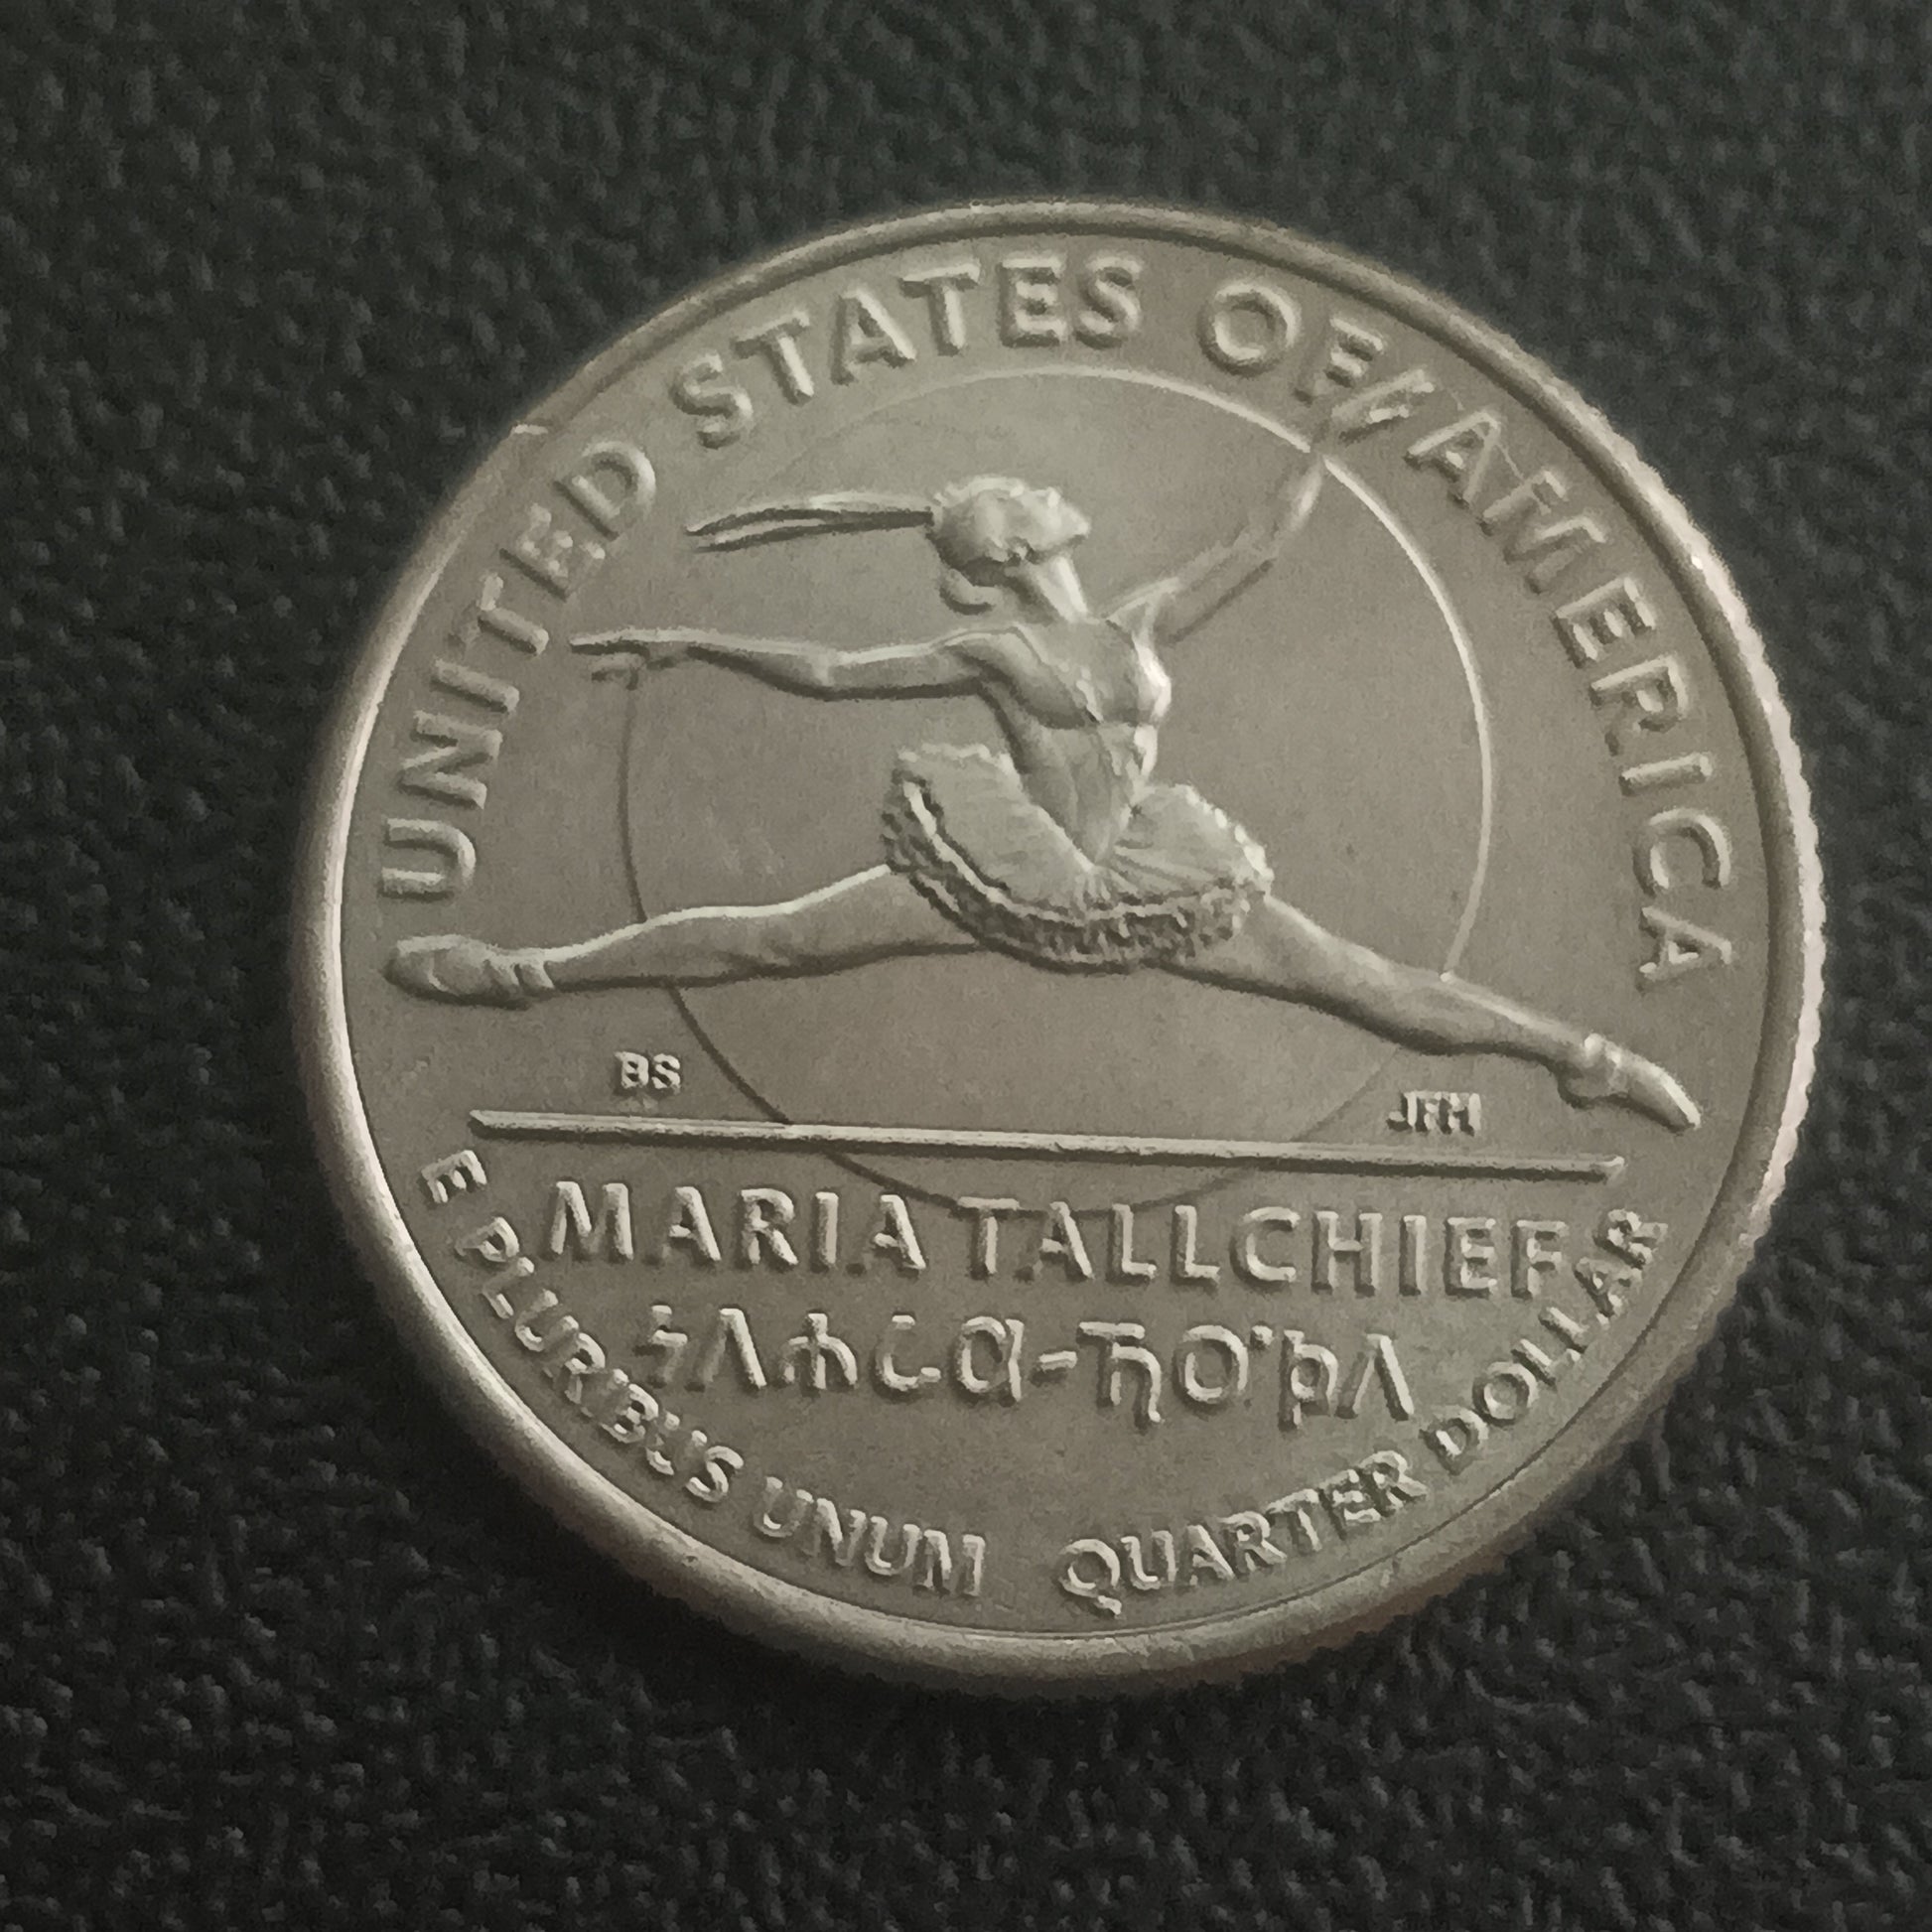 UNITED STATES OF AMERICA
BS
JFH
MARIA TALLCHIEF
E PLURIBUS UNUM
QUARTER DOLLAR